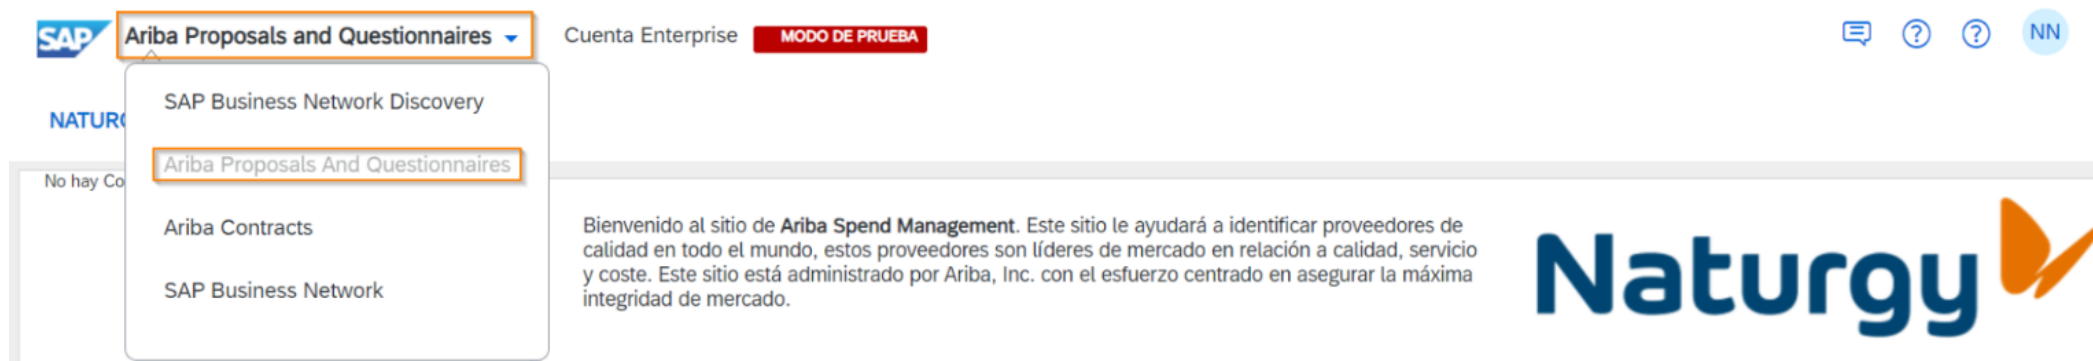 SAP Ariba Proposals and Questionnaires Cuenta Enterprise MODO DE PRUEBA NN
SAP Business Network Discovery
NATURG
Ariba Proposals And Questionnaires
No hay Co
Ariba Contracts
SAP Business Network
Bienvenido al sitio de Ariba Spend Management. Este sitio le ayudará a identificar proveedores de
calidad en todo el mundo, estos proveedores son líderes de mercado en relación a calidad, servicio
y coste. Este sitio está administrado por Ariba, Inc. con el esfuerzo centrado en asegurar la máxima
integridad de mercado.
Naturgy